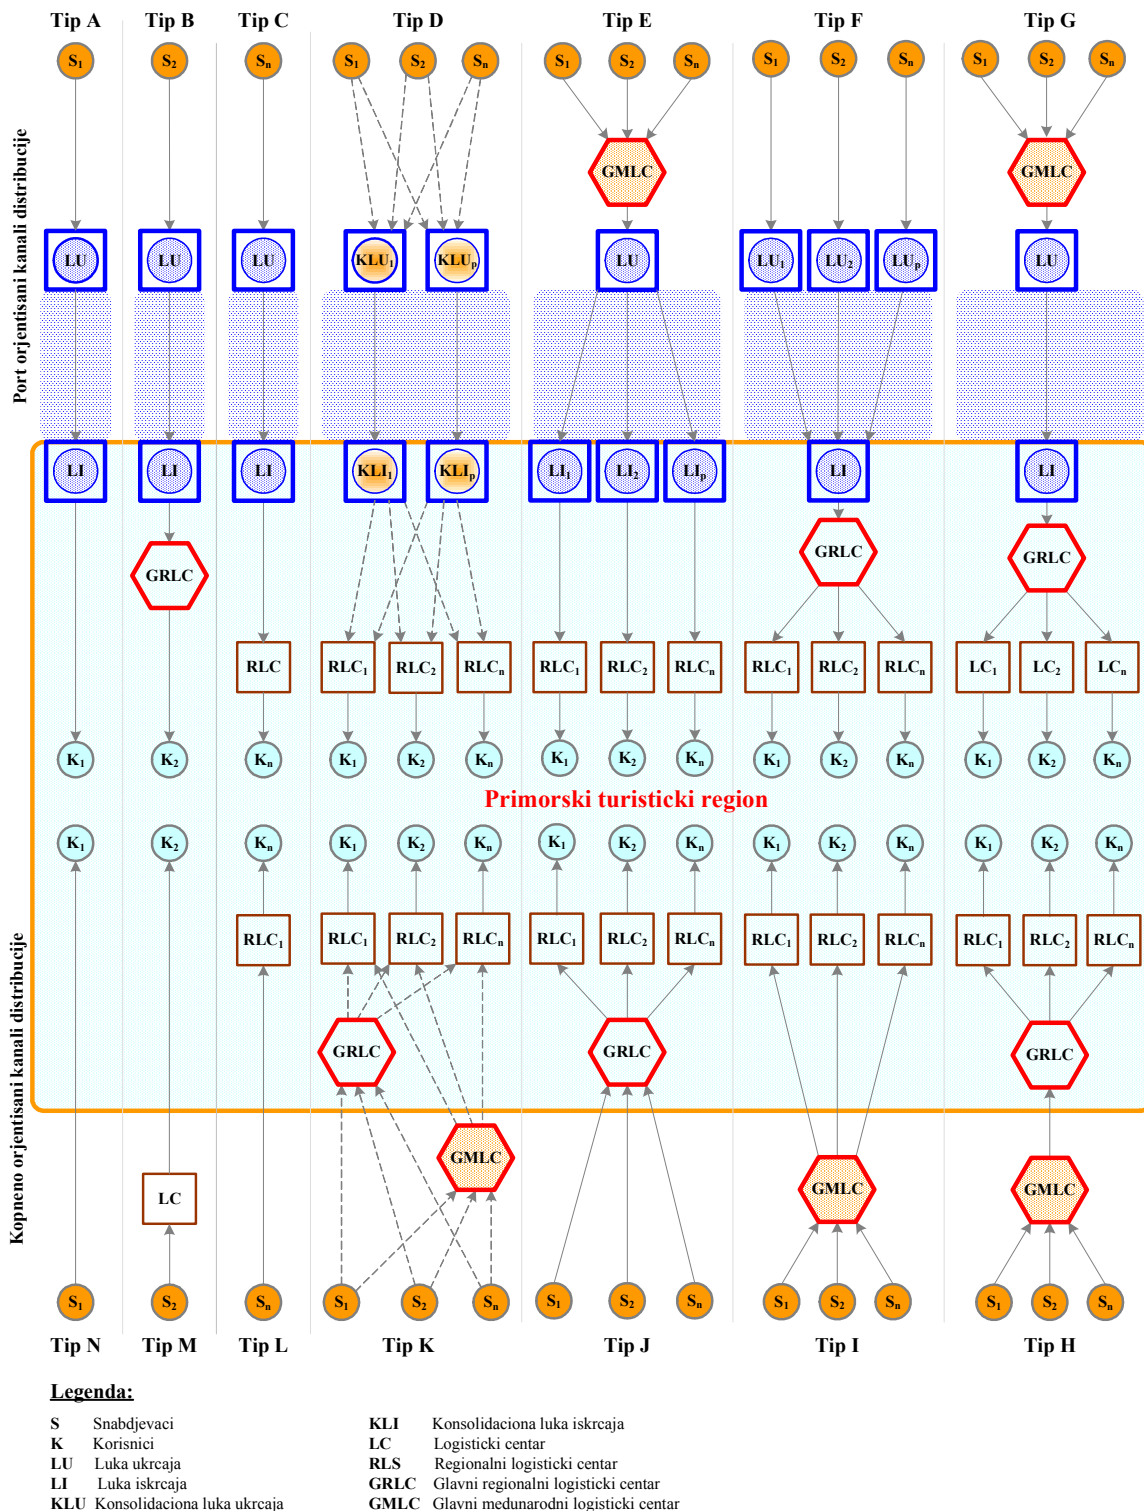 Tip A Tip B Tip C Tip D Tip E Tip F Tip G
S1 S2 Sn S1 S2 Sn S1 S2 Sn S1 S2 Sn S1 S2 Sn
GMLC GMLC
Port orjentisani kanali distribucije
LU LU LU KLU1 KLUp LU LU1 LU2 LUp LU
LI LI LI KLI1 KLIp LI1 LI2 LIp LI LI
GRLC GRLC GRLC
RLC RLC1 RLC2 RLCn RLC1 RLC2 RLCn RLC1 RLC2 RLCn LC1 LC2 LCn
K1 K2 Kn K1 K2 Kn K1 K2 Kn K1 K2 Kn K1 K2 Kn
Primorski turisticki region
K1 K2 Kn K1 K2 Kn K1 K2 Kn K1 K2 Kn K1 K2 Kn
RLC1 RLC1 RLC2 RLCn RLC1 RLC2 RLCn RLC1 RLC2 RLCn RLC1 RLC2 RLCn
Kopneno orjentisani kanali distribucije
GRLC GRLC GRLC
LC GMLC GMLC GMLC
S1 S2 Sn S1 S2 Sn S1 S2 Sn S1 S2 Sn S1 S2 Sn
Tip N Tip M Tip L Tip K Tip J Tip I Tip H
Legenda:
S Snabdjevaci
K Korisnici
LU Luka ukrcaja
LI Luka iskrcaja
KLU Konsolidaciona luka ukrcaja
KLI Konsolidaciona luka iskrcaja
LC Logisticki centar
RLS Regionalni logisticki centar
GRLC Glavni regionalni logisticki centar
GMLC Glavni medunarodni logisticki centar